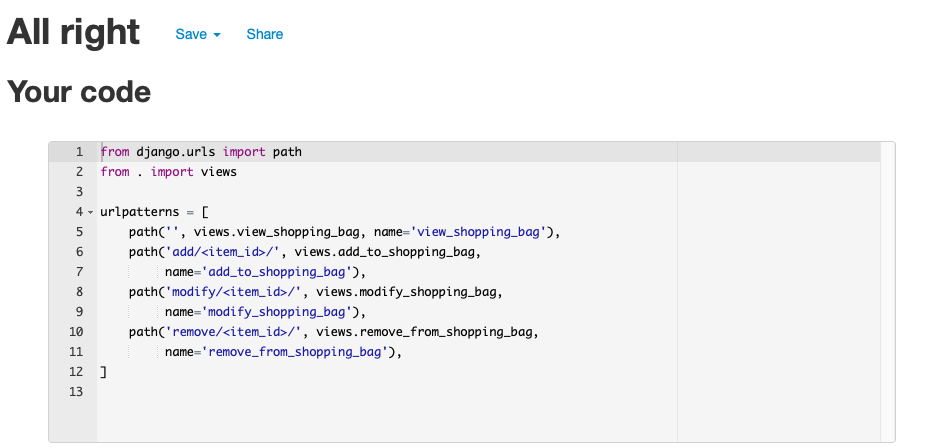 All right Save Share
Your code
1 from django.urls import path
2 from . import views
3
4 urlpatterns = [
5     path('', views.view_shopping_bag, name='view_shopping_bag'),
6     path('add/<item_id>/', views.add_to_shopping_bag,
7          name='add_to_shopping_bag'),
8     path('modify/<item_id>/', views.modify_shopping_bag,
9          name='modify_shopping_bag'),
10     path('remove/<item_id>/', views.remove_from_shopping_bag,
11          name='remove_from_shopping_bag'),
12 ]
13